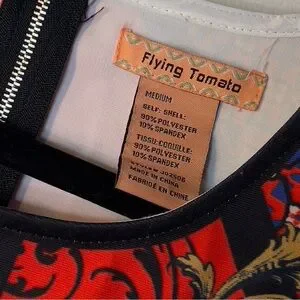 Flying Tomato
MEDIUM
SELF: SHELL:
90% POLYESTER
10% SPANDEX
TISSU: COQUILLE:
90% POLYESTER
10% SPANDEX
MADE IN CHINA
FABRIQUÉ EN CHINE